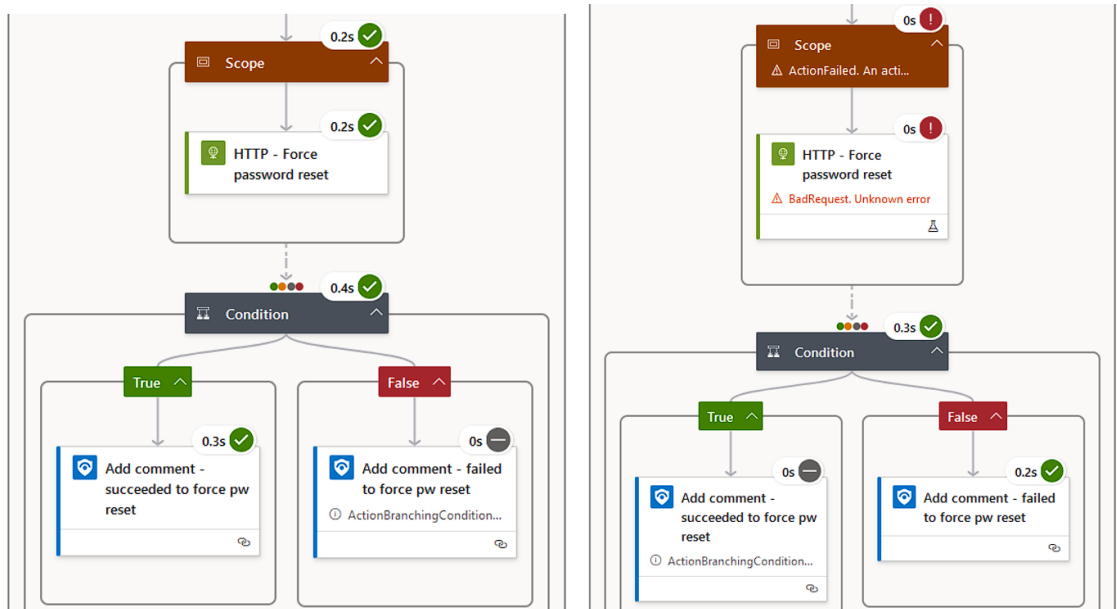 0.2s
Scope
0.2s
HTTP - Force
password reset
0.4s
Condition
True
False
0.3s
Add comment -
succeeded to force pw
reset
0s
Add comment - failed
to force pw reset
ActionBranchingCondition...
0s
Scope
ActionFailed. An acti...
0s
HTTP - Force
password reset
BadRequest. Unknown error
0.3s
Condition
True
False
0s
Add comment -
succeeded to force pw
reset
ActionBranchingCondition...
0.2s
Add comment - failed
to force pw reset